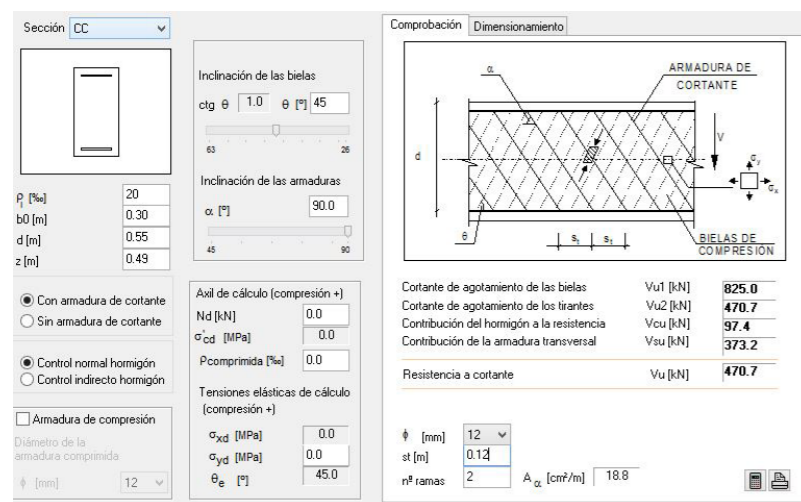 Sección CC
ρl [‰] 20
b0 [m] 0.30
d [m] 0.55
z [m] 0.49
Con armadura de cortante
Sin armadura de cortante
Control normal hormigón
Control indirecto hormigón
Armadura de compresión
Diámetro de la
armadura comprimida
ϕ [mm] 12
Inclinación de las bielas
ctg θ 1.0 θ [º] 45
63 26
Inclinación de las armaduras
α [º] 90.0
45 90
Axil de cálculo (compresión +)
Nd [kN] 0.0
σ'cd [MPa] 0.0
ρcomprimida [‰] 0.0
Tensiones elásticas de cálculo
(compresión +)
σxd [MPa] 0.0
σyd [MPa] 0.0
θe [º] 45.0
Comprobación Dimensionamiento
α
ARMADURA DE
CORTANTE
d
V
σy
σx
θ
st st
BIELAS DE
COMPRESIÓN
Cortante de agotamiento de las bielas Vu1 [kN] 825.0
Cortante de agotamiento de los tirantes Vu2 [kN] 470.7
Contribución del hormigón a la resistencia Vcu [kN] 97.4
Contribución de la armadura transversal Vsu [kN] 373.2
Resistencia a cortante Vu [kN] 470.7
ϕ [mm] 12
st [m] 0.12
nº ramas 2 Aα [cm²/m] 18.8